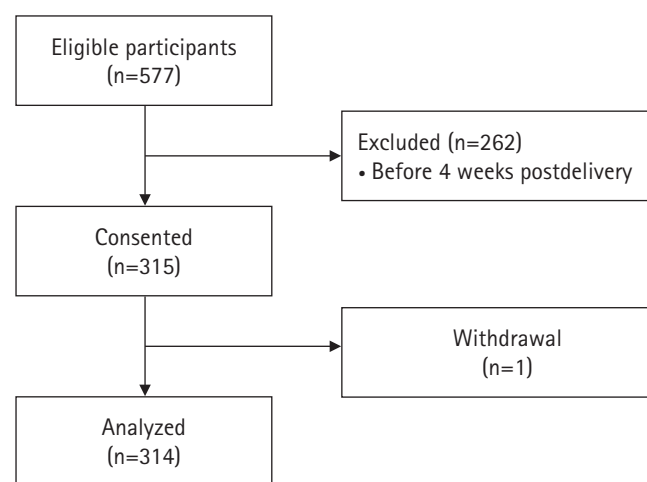 Eligible participants
(n=577)
Excluded (n=262)
• Before 4 weeks postdelivery
Consented
(n=315)
Withdrawal
(n=1)
Analyzed
(n=314)